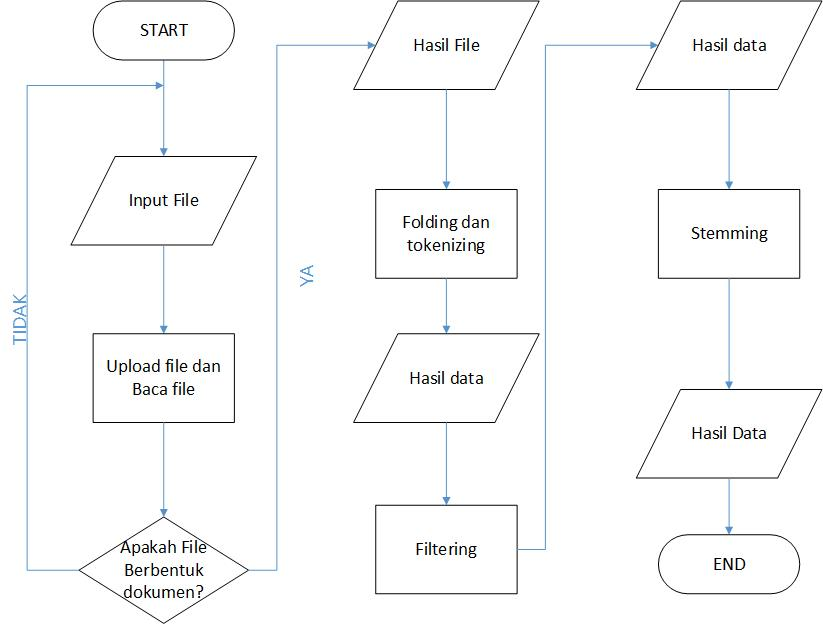 START
Input File
Upload file dan
Baca file
Apakah File
Berbentuk
dokumen?
TIDAK
YA
Hasil File
Folding dan
tokenizing
Hasil data
Filtering
Hasil data
Stemming
Hasil Data
END